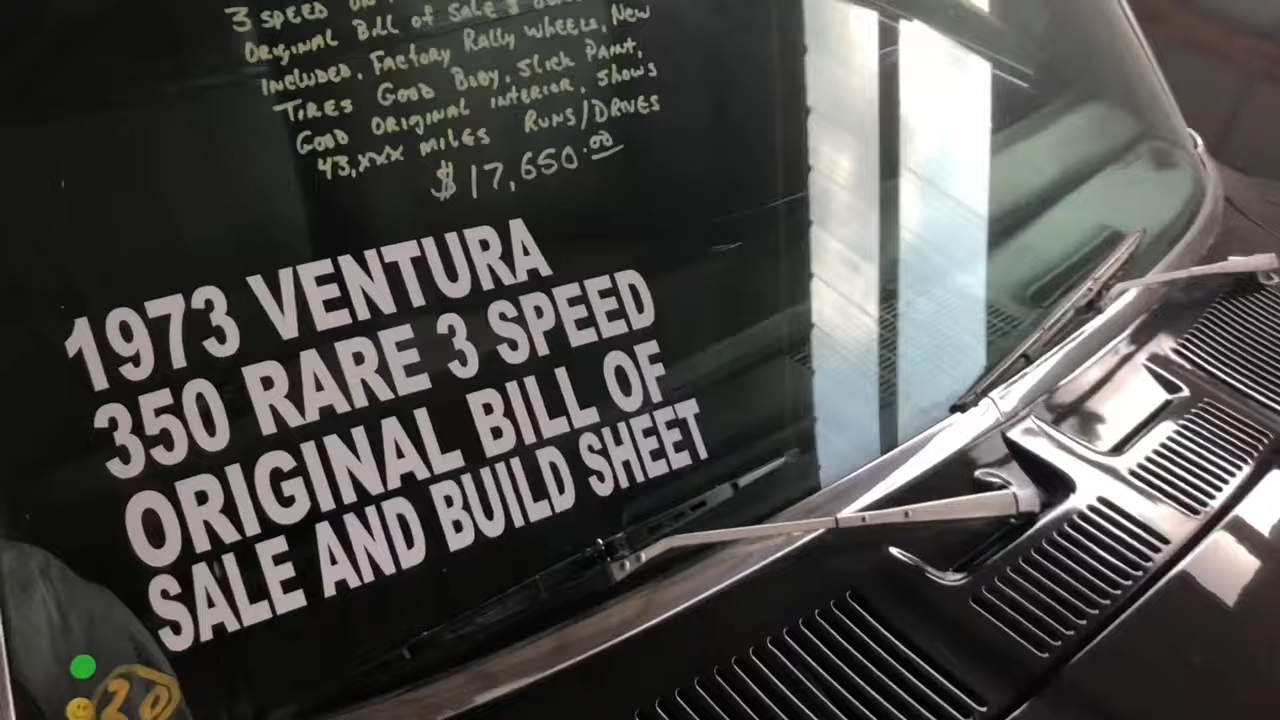 3 SPEED ON
ORIGINAL Bill of SALE &
INCLUDED. FACTORY RALLY WHEELS. NEW
TIRES GOOD BODY. SLICK PAINT.
GOOD ORIGINAL INTERIOR. SHOWS
43,XXX MILES RUNS/DRIVES
$17,650.00
1973 VENTURA
350 RARE 3 SPEED
ORIGINAL BILL OF
SALE AND BUILD SHEET
20